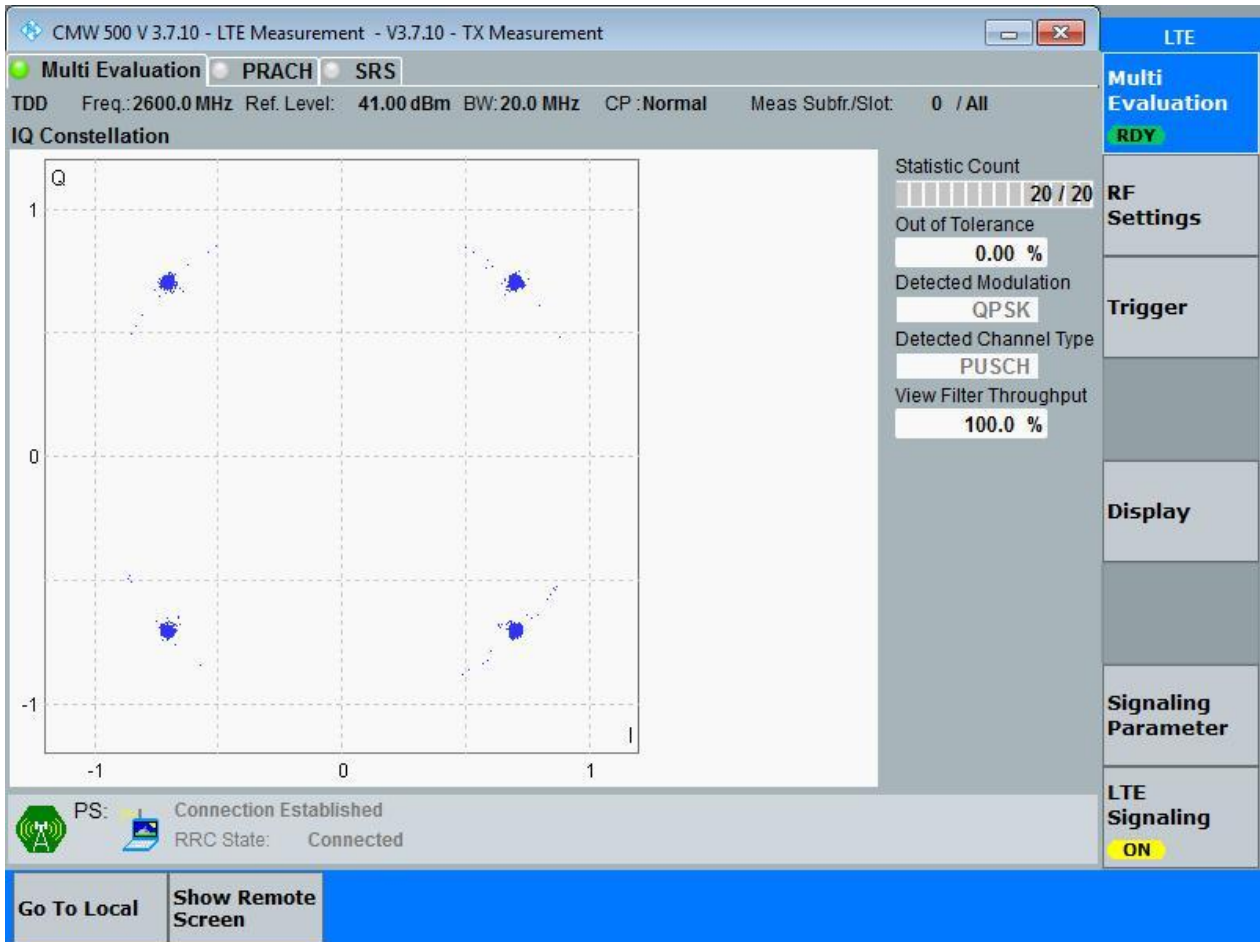 CMW 500 V 3.7.10 - LTE Measurement - V3.7.10 - TX Measurement
LTE
Multi Evaluation PRACH SRS
TDD Freq.: 2600.0 MHz Ref. Level: 41.00 dBm BW: 20.0 MHz CP : Normal Meas Subfr./Slot: 0 / All
IQ Constellation
Q
1
0
-1
I
-1 0 1
Statistic Count
20 / 20
Out of Tolerance
0.00 %
Detected Modulation
QPSK
Detected Channel Type
PUSCH
View Filter Throughput
100.0 %
Multi
Evaluation
RDY
RF
Settings
Trigger
Display
Signaling
Parameter
LTE
Signaling
ON
PS: Connection Established
RRC State: Connected
Go To Local
Show Remote
Screen